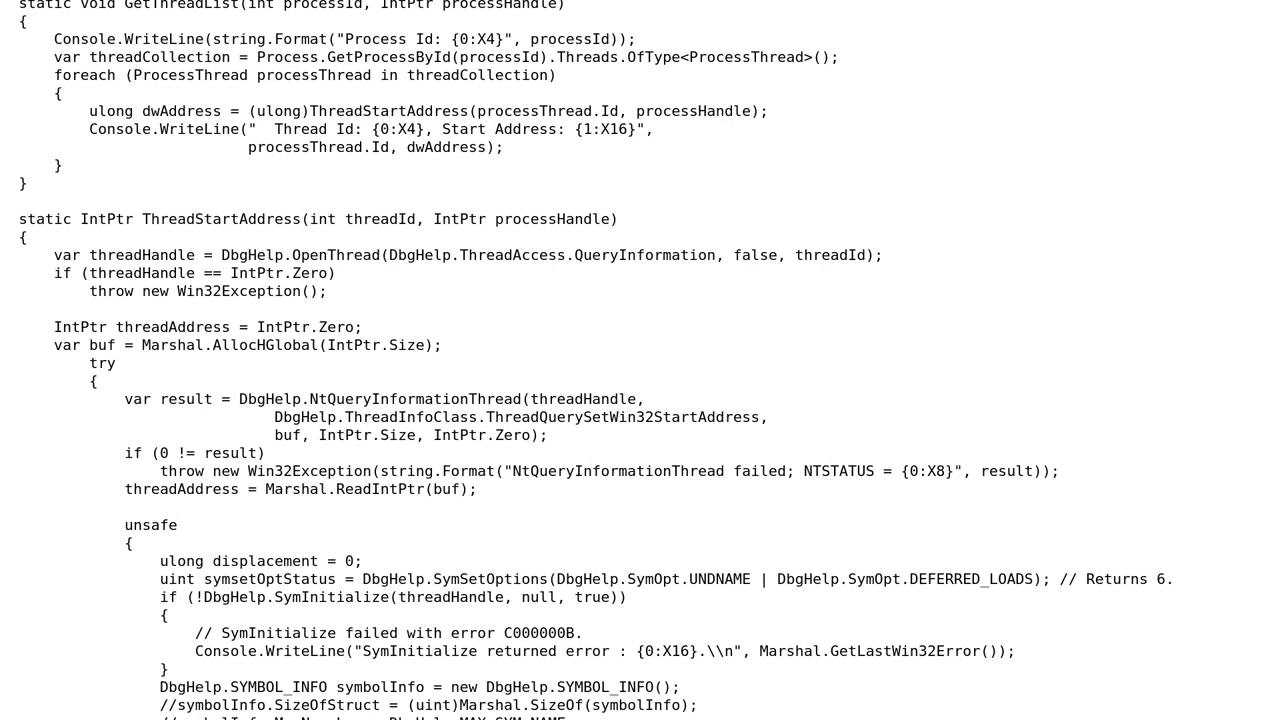 static void GetThreadList(int processId, IntPtr processHandle)
{
    Console.WriteLine(string.Format("Process Id: {0:X4}", processId));
    var threadCollection = Process.GetProcessById(processId).Threads.OfType<ProcessThread>();
    foreach (ProcessThread processThread in threadCollection)
    {
        ulong dwAddress = (ulong)ThreadStartAddress(processThread.Id, processHandle);
        Console.WriteLine("  Thread Id: {0:X4}, Start Address: {1:X16}",
                          processThread.Id, dwAddress);
    }
}

static IntPtr ThreadStartAddress(int threadId, IntPtr processHandle)
{
    var threadHandle = DbgHelp.OpenThread(DbgHelp.ThreadAccess.QueryInformation, false, threadId);
    if (threadHandle == IntPtr.Zero)
        throw new Win32Exception();

    IntPtr threadAddress = IntPtr.Zero;
    var buf = Marshal.AllocHGlobal(IntPtr.Size);
        try
        {
            var result = DbgHelp.NtQueryInformationThread(threadHandle,
                             DbgHelp.ThreadInfoClass.ThreadQuerySetWin32StartAddress,
                             buf, IntPtr.Size, IntPtr.Zero);
            if (0 != result)
                throw new Win32Exception(string.Format("NtQueryInformationThread failed; NTSTATUS = {0:X8}", result));
            threadAddress = Marshal.ReadIntPtr(buf);

            unsafe
            {
                ulong displacement = 0;
                uint symsetOptStatus = DbgHelp.SymSetOptions(DbgHelp.SymOpt.UNDNAME | DbgHelp.SymOpt.DEFERRED_LOADS); // Returns 6.
                if (!DbgHelp.SymInitialize(threadHandle, null, true))
                {
                    // SymInitialize failed with error C000000B.
                    Console.WriteLine("SymInitialize returned error : {0:X16}.\\n", Marshal.GetLastWin32Error());
                }
                DbgHelp.SYMBOL_INFO symbolInfo = new DbgHelp.SYMBOL_INFO();
                //symbolInfo.SizeOfStruct = (uint)Marshal.SizeOf(symbolInfo);